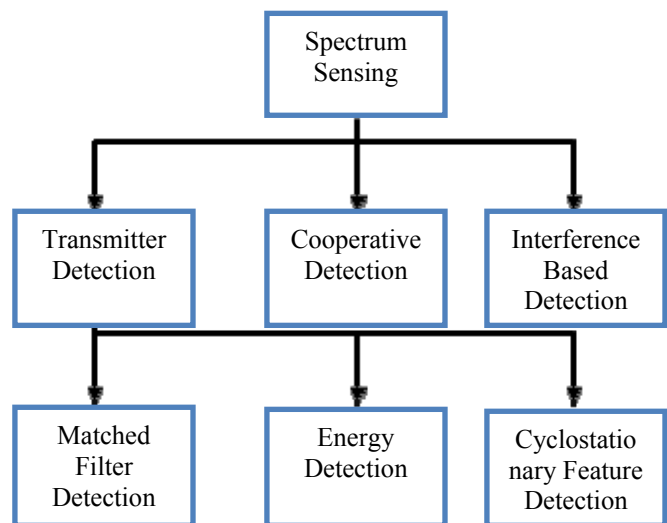 Spectrum
Sensing
Transmitter
Detection
Cooperative
Detection
Interference
Based
Detection
Matched
Filter
Detection
Energy
Detection
Cyclostatio
nary Feature
Detection